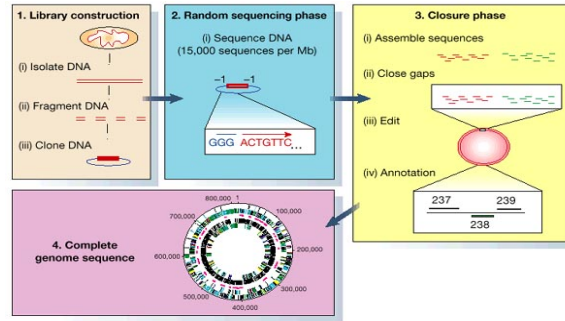 1. Library construction
(i) Isolate DNA
(ii) Fragment DNA
(iii) Clone DNA
2. Random sequencing phase
(i) Sequence DNA
(15,000 sequences per Mb)
–1 –1
GGG ACTGTTC...
3. Closure phase
(i) Assemble sequences
(ii) Close gaps
(iii) Edit
(iv) Annotation
237 239
238
4. Complete
genome sequence
800,000 1
700,000 100,000
600,000 200,000
500,000 300,000
400,000